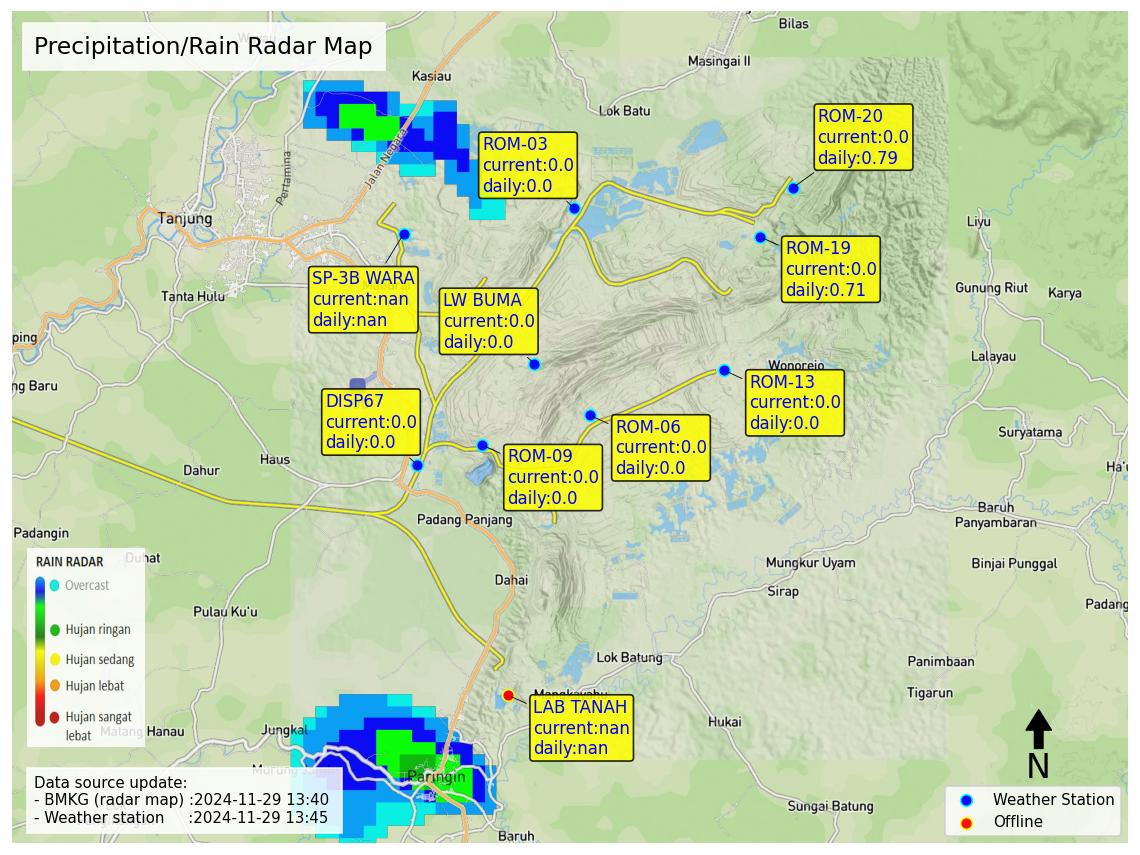 Precipitation/Rain Radar Map
Bilas
Masingai II
Kasiau
Lok Batu
Jalan Negara
Pertamina
Tanjung
Tanta Hulu
ROM-03
current:0.0
daily:0.0
ROM-20
current:0.0
daily:0.79
ROM-19
current:0.0
daily:0.71
Liyu
Gunung Riut
Karya
Lalayau
SP-3B WARA
current:nan
daily:nan
LW BUMA
current:0.0
daily:0.0
ping
ng Baru
Wonorejo
ROM-13
current:0.0
daily:0.0
DISP67
current:0.0
daily:0.0
ROM-06
current:0.0
daily:0.0
ROM-09
current:0.0
daily:0.0
Suryatama
Ha'u
Haus
Dahur
Padangin
Duhat
Padang Panjang
Baruh
Panyambaran
Binjai Punggal
Mungkur Uyam
Sirap
Padang
Dahai
Pulau Ku'u
RAIN RADAR
Overcast
Hujan ringan
Hujan sedang
Hujan lebat
Hujan sangat
lebat
Lok Batung
Panimbaan
Tigarun
Mangkayahu
LAB TANAH
current:nan
daily:nan
Hukai
Matang Hanau
Jungkal
Murung Jambu
Paringin
Sungai Batung
Baruh
Data source update:
- BMKG (radar map) :2024-11-29 13:40
- Weather station :2024-11-29 13:45
N
Weather Station
Offline